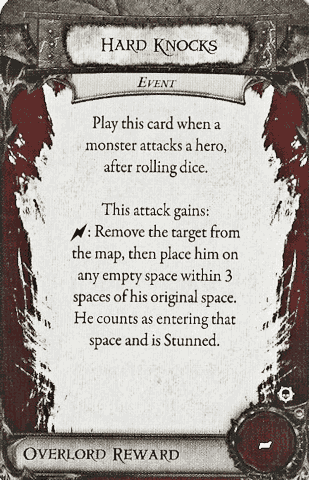 Hard Knocks
Event
Play this card when a
monster attacks a hero,
after rolling dice.
This attack gains:
: Remove the target from
the map, then place him on
any empty space within 3
spaces of his original space.
He counts as entering that
space and is Stunned.
Overlord Reward